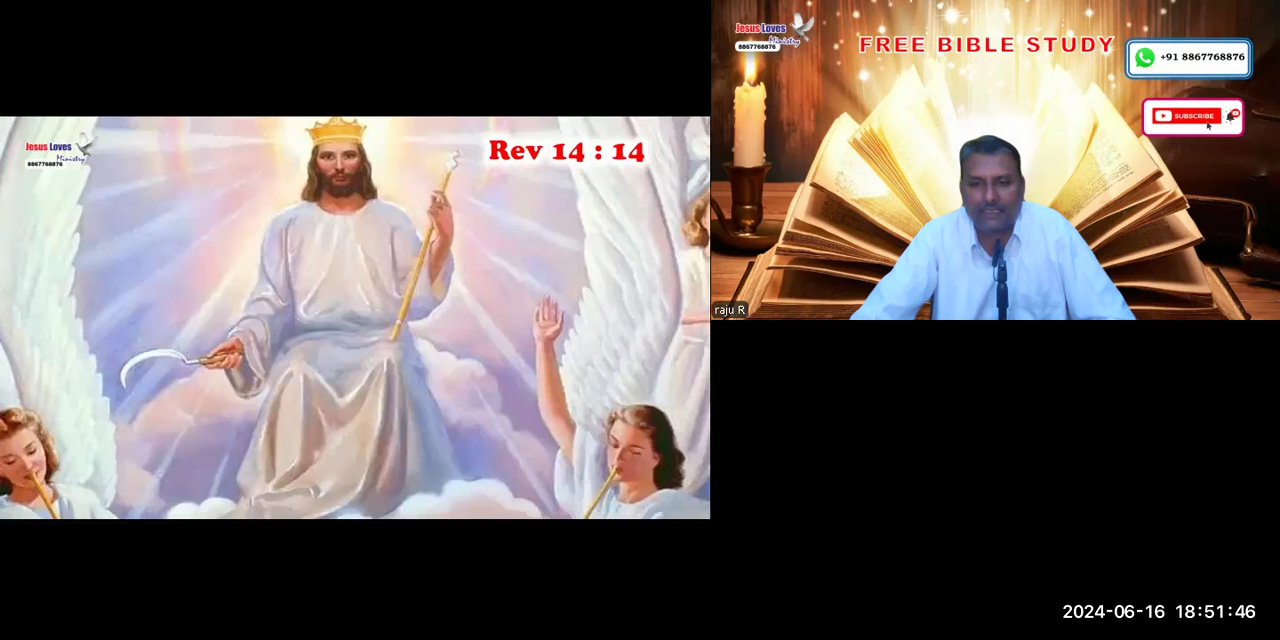 Jesus Loves
Ministry
8867768876
Rev 14 : 14
Jesus Loves
Ministry
8867768876
FREE BIBLE STUDY
+91 8867768876
SUBSCRIBE
raju R
2024-06-16 18:51:46